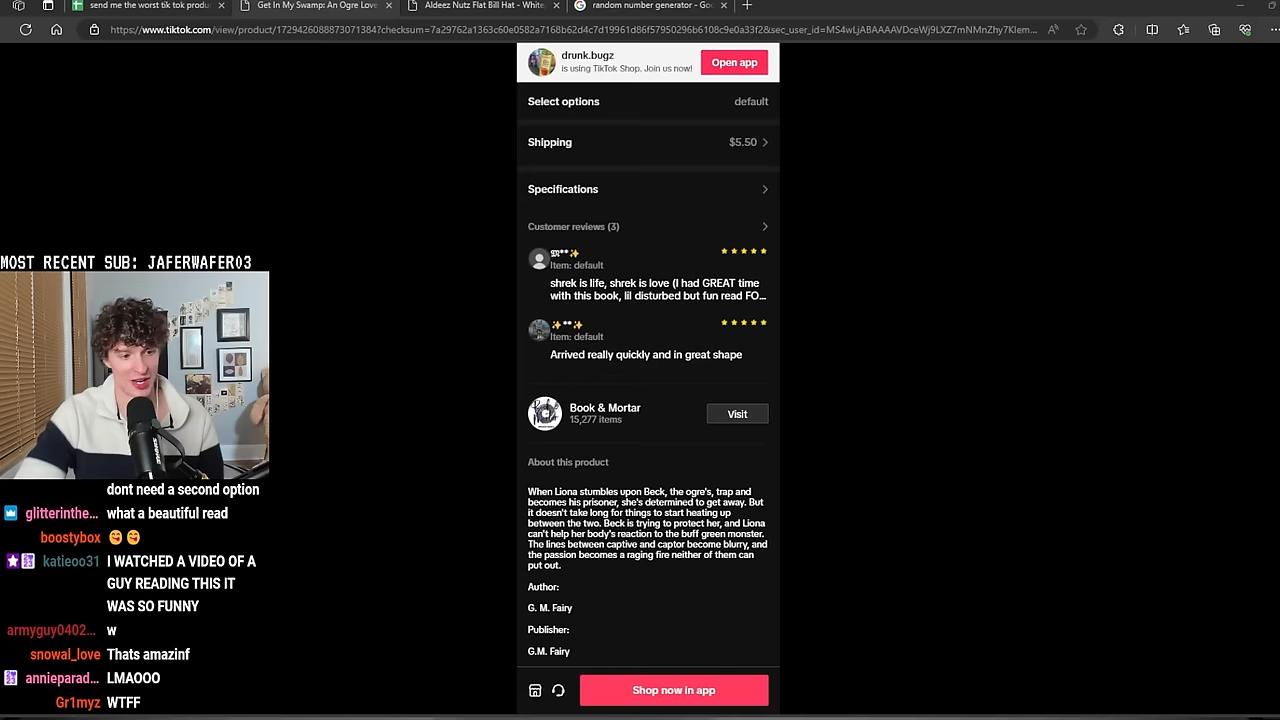 send me the worst tik tok produ
Get In My Swamp: An Ogre Love
Aldeez Nutz Flat Bill Hat - White
random number generator - Goo
drunk.bugz
is using TikTok Shop. Join us now!
Open app
Select options
default
Shipping
$5.50
Specifications
Customer reviews (3)
Item: default
shrek is life, shrek is love (I had GREAT time
with this book, lil disturbed but fun read FO...
✨**✨
Item: default
Arrived really quickly and in great shape
Book & Mortar
15,277 items
Visit
About this product
When Liona stumbles upon Beck, the ogre's, trap and
becomes his prisoner, she's determined to get away. But
it doesn't take long for things to start heating up
between the two. Beck is trying to protect her, and Liona
can't help her body's reaction to the buff green monster.
The lines between captive and captor become blurry, and
the passion becomes a raging fire neither of them can
put out.
Author:
G. M. Fairy
Publisher:
G.M. Fairy
Shop now in app
MOST RECENT SUB: JAFERWAFER03
dont need a second option
glitterinthe... what a beautiful read
boostybox 😋😋
katieoo31 I WATCHED A VIDEO OF A
GUY READING THIS IT
WAS SO FUNNY
armyguy0402... w
snowal_love Thats amazinf
annieparad... LMAOOO
Gr1myz WTFF